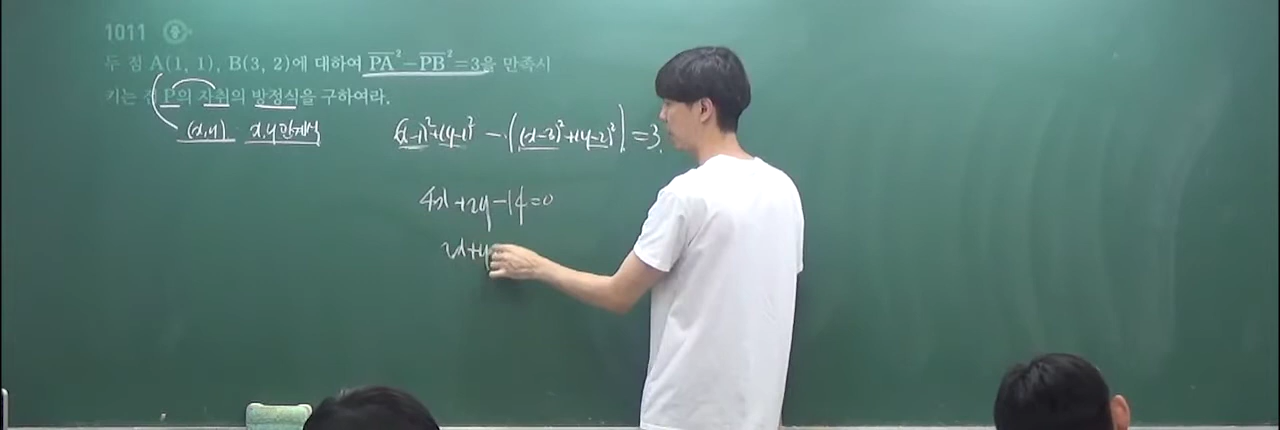 1011
두 점 A(1, 1), B(3, 2)에 대하여 PA²-PB²=3을 만족시
키는 점 P의 자취의 방정식을 구하여라.
(x,y) x,y관계식
(x-1)²+(y-1)² - {(x-3)²+(y-2)²} = 3
4x+2y-14=0
2x+y